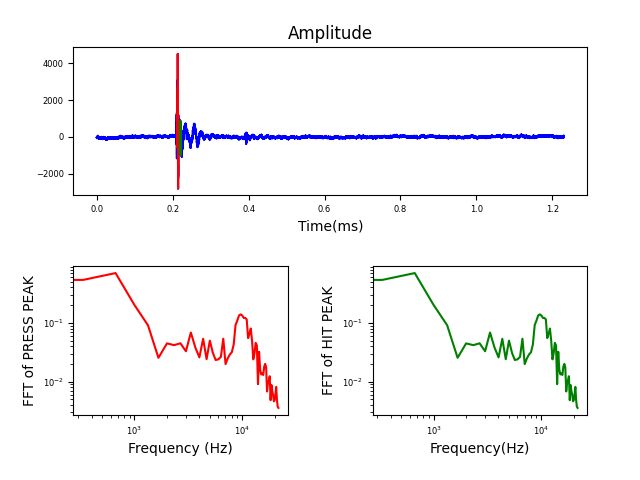 Amplitude
4000
2000
0
−2000
0.0 0.2 0.4 0.6 0.8 1.0 1.2
Time(ms)
FFT of PRESS PEAK
10⁻¹
10⁻²
10³ 10⁴
Frequency (Hz)
FFT of HIT PEAK
10⁻¹
10⁻²
10³ 10⁴
Frequency(Hz)